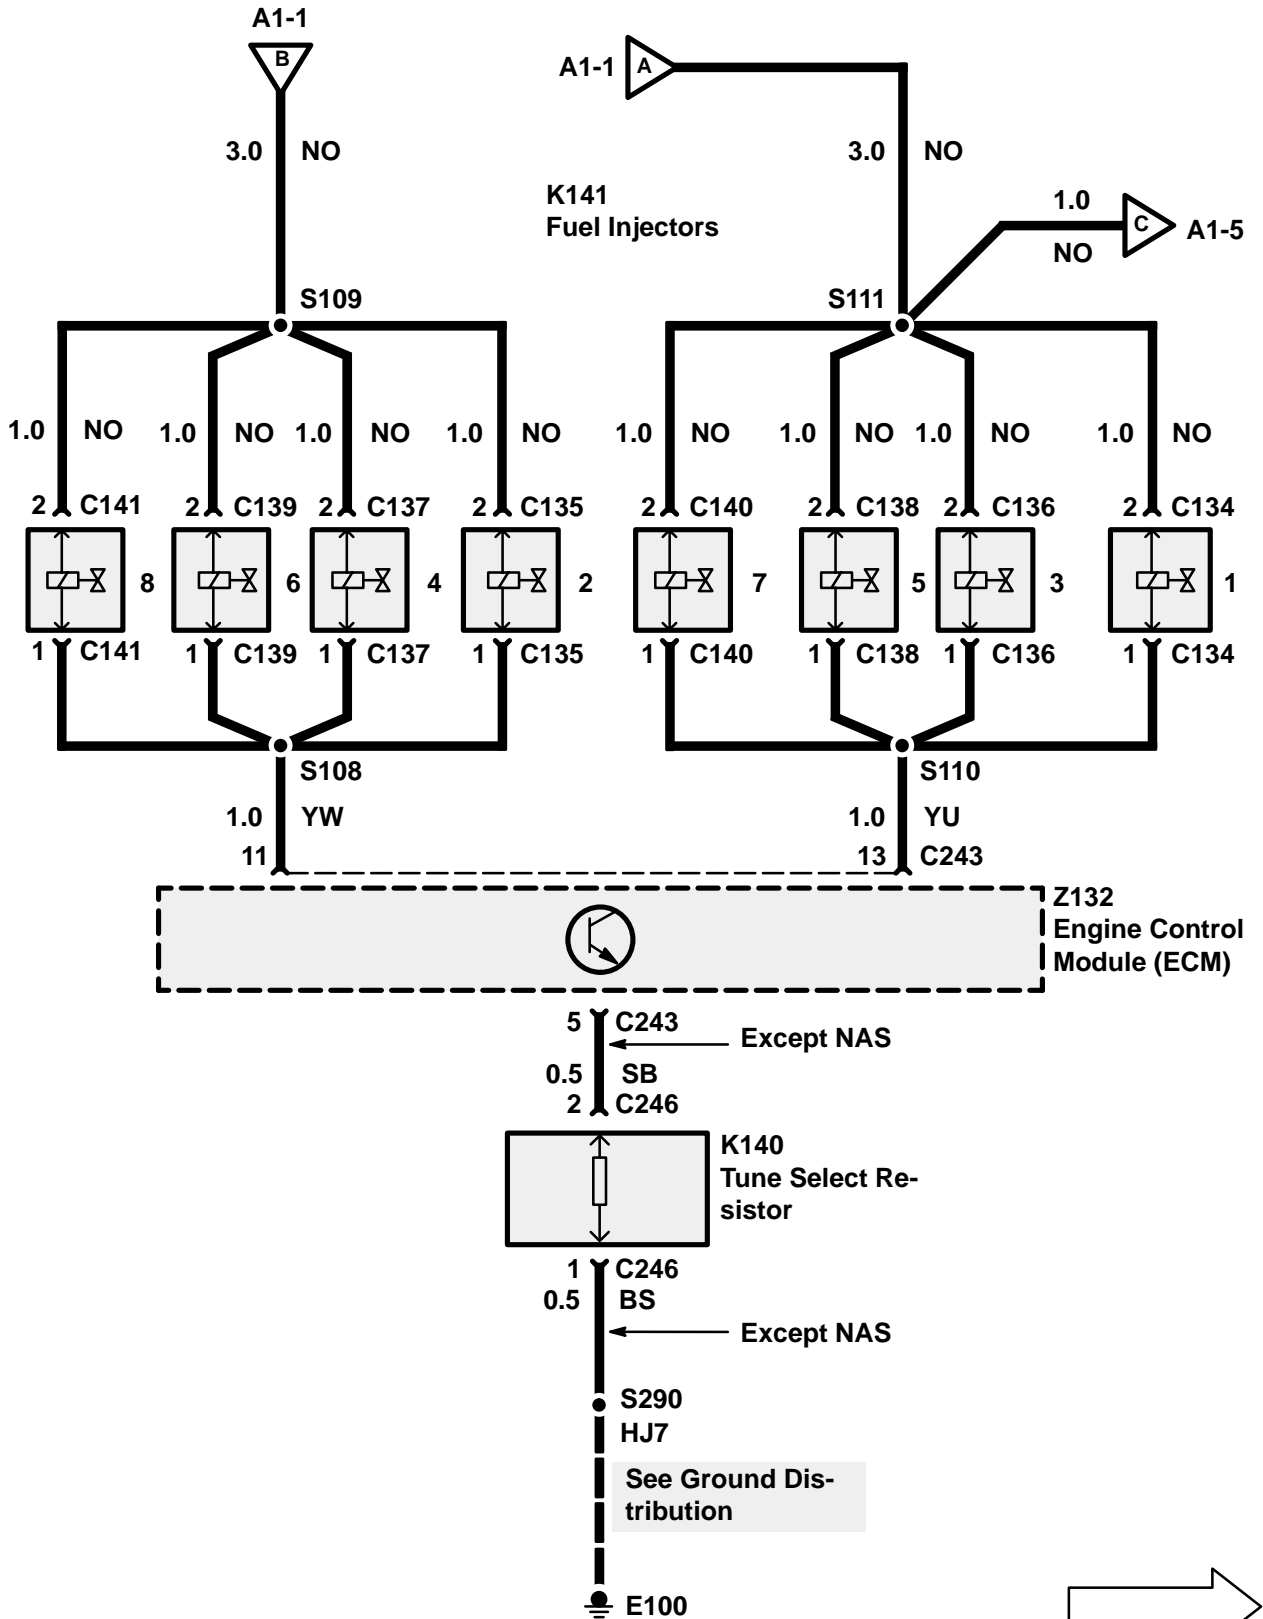 A1-1
B
A1-1 A
3.0 NO
3.0 NO
K141
Fuel Injectors
1.0
C A1-5
NO
S109
S111
1.0 NO 1.0 NO 1.0 NO 1.0 NO 1.0 NO 1.0 NO 1.0 NO 1.0 NO
2 C141 2 C139 2 C137 2 C135 2 C140 2 C138 2 C136 2 C134
8 6 4 2 7 5 3 1
1 C141 1 C139 1 C137 1 C135 1 C140 1 C138 1 C136 1 C134
S108
S110
1.0 YW
1.0 YU
11
13 C243
Z132
Engine Control
Module (ECM)
5 C243
Except NAS
0.5 SB
2 C246
K140
Tune Select Re-
sistor
1 C246
0.5 BS
Except NAS
S290
HJ7
See Ground Dis-
tribution
E100